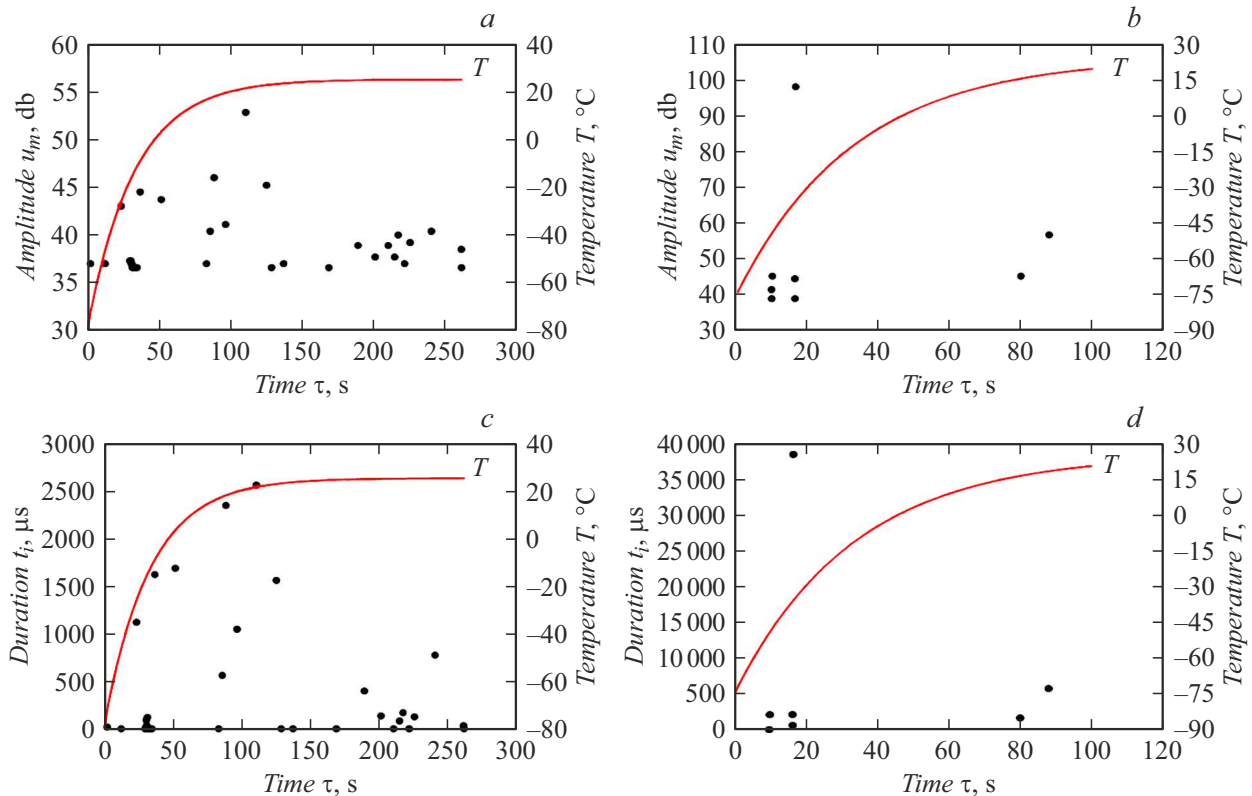 a
60
55
50
45
40
35
30
Amplitude u_m, db
40
20
0
–20
–40
–60
–80
Temperature T, °C
T
0 50 100 150 200 250 300
Time τ, s
b
110
100
90
80
70
60
50
40
30
Amplitude u_m, db
30
15
0
–15
–30
–45
–60
–75
–90
Temperature T, °C
T
0 20 40 60 80 100 120
Time τ, s
c
3000
2500
2000
1500
1000
500
0
Duration t_i, μs
40
20
0
–20
–40
–60
–80
Temperature T, °C
T
0 50 100 150 200 250 300
Time τ, s
d
40 000
35 000
30 000
25 000
20 000
15 000
10 000
500
0
Duration t_i, μs
30
15
0
–15
–30
–45
–60
–75
–90
Temperature T, °C
T
0 20 40 60 80 100 120
Time τ, s